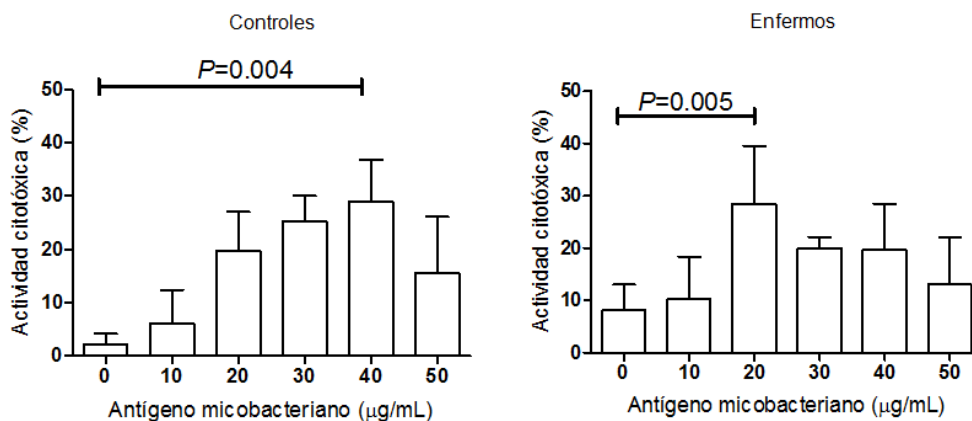 Controles
P=0.004
50
40
30
20
10
0
Actividad citotóxica (%)
0 10 20 30 40 50
Antígeno micobacteriano (μg/mL)
Enfermos
P=0.005
50
40
30
20
10
0
Actividad citotóxica (%)
0 10 20 30 40 50
Antígeno micobacteriano (μg/mL)